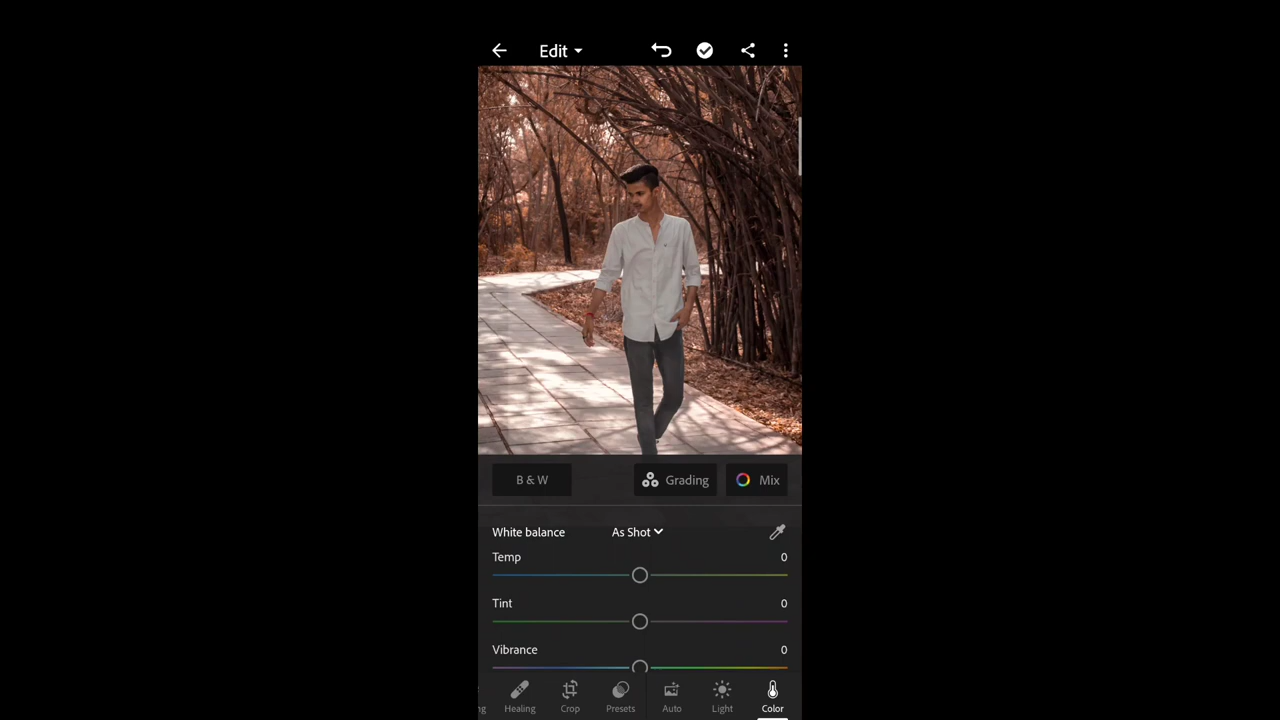 Edit
B & W
Grading
Mix
White balance
As Shot
Temp
0
Tint
0
Vibrance
0
Healing
Crop
Presets
Auto
Light
Color